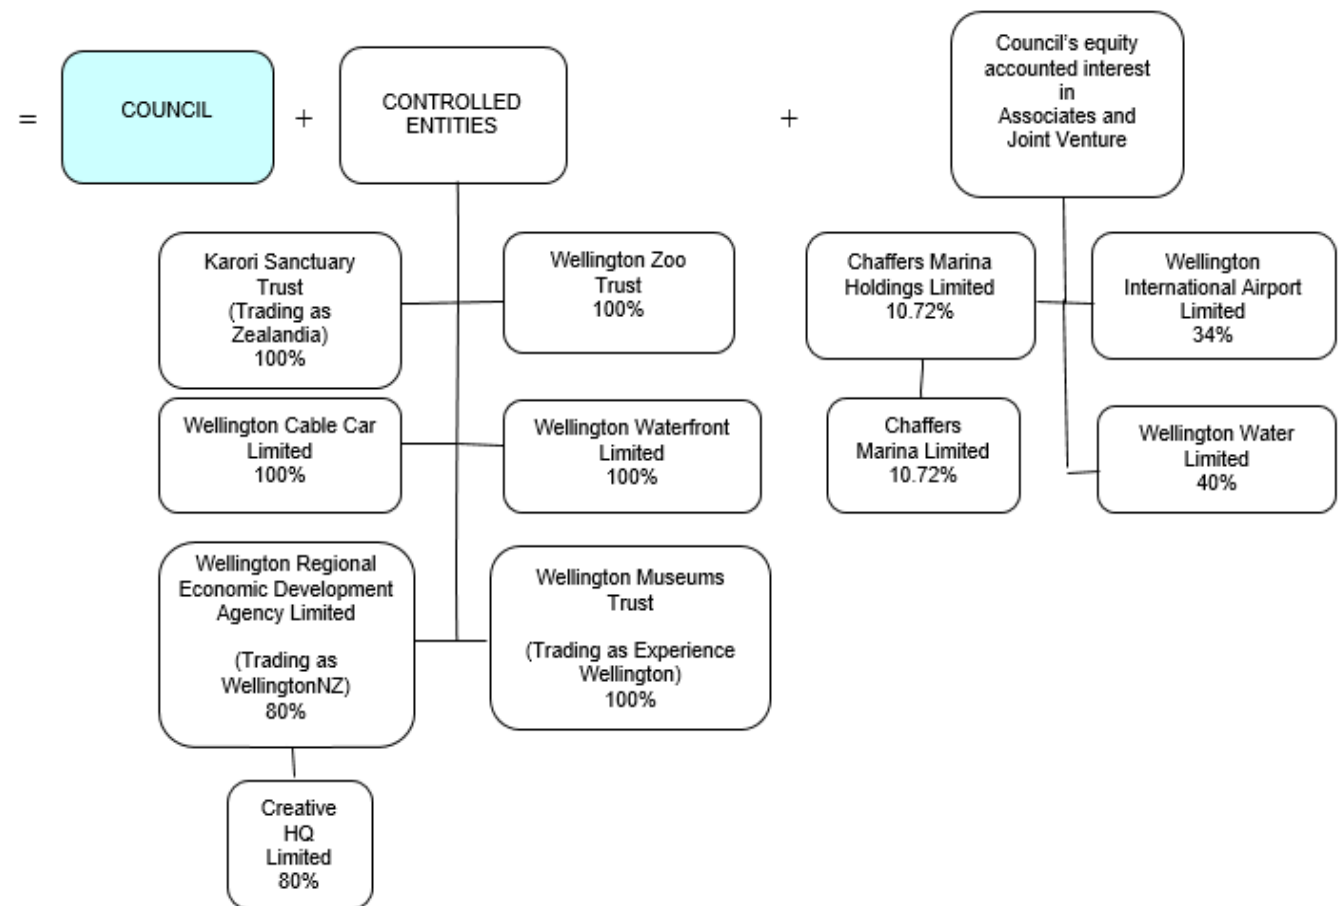 =
COUNCIL
+
CONTROLLED
ENTITIES
+
Council's equity
accounted interest
in
Associates and
Joint Venture
Karori Sanctuary
Trust
(Trading as
Zealandia)
100%
Wellington Zoo
Trust
100%
Chaffers Marina
Holdings Limited
10.72%
Wellington
International Airport
Limited
34%
Wellington Cable Car
Limited
100%
Wellington Waterfront
Limited
100%
Chaffers
Marina Limited
10.72%
Wellington Water
Limited
40%
Wellington Regional
Economic Development
Agency Limited
(Trading as
WellingtonNZ)
80%
Wellington Museums
Trust
(Trading as Experience
Wellington)
100%
Creative
HQ
Limited
80%